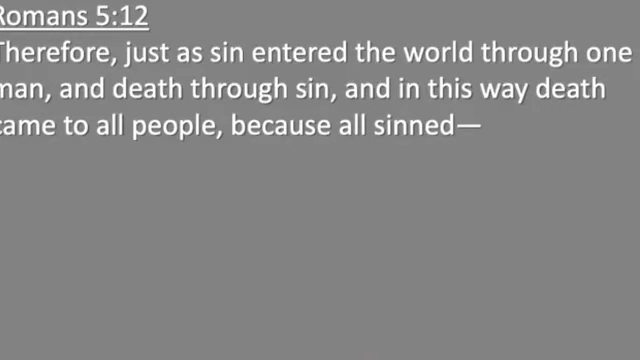 Romans 5:12
Therefore, just as sin entered the world through one
man, and death through sin, and in this way death
came to all people, because all sinned—